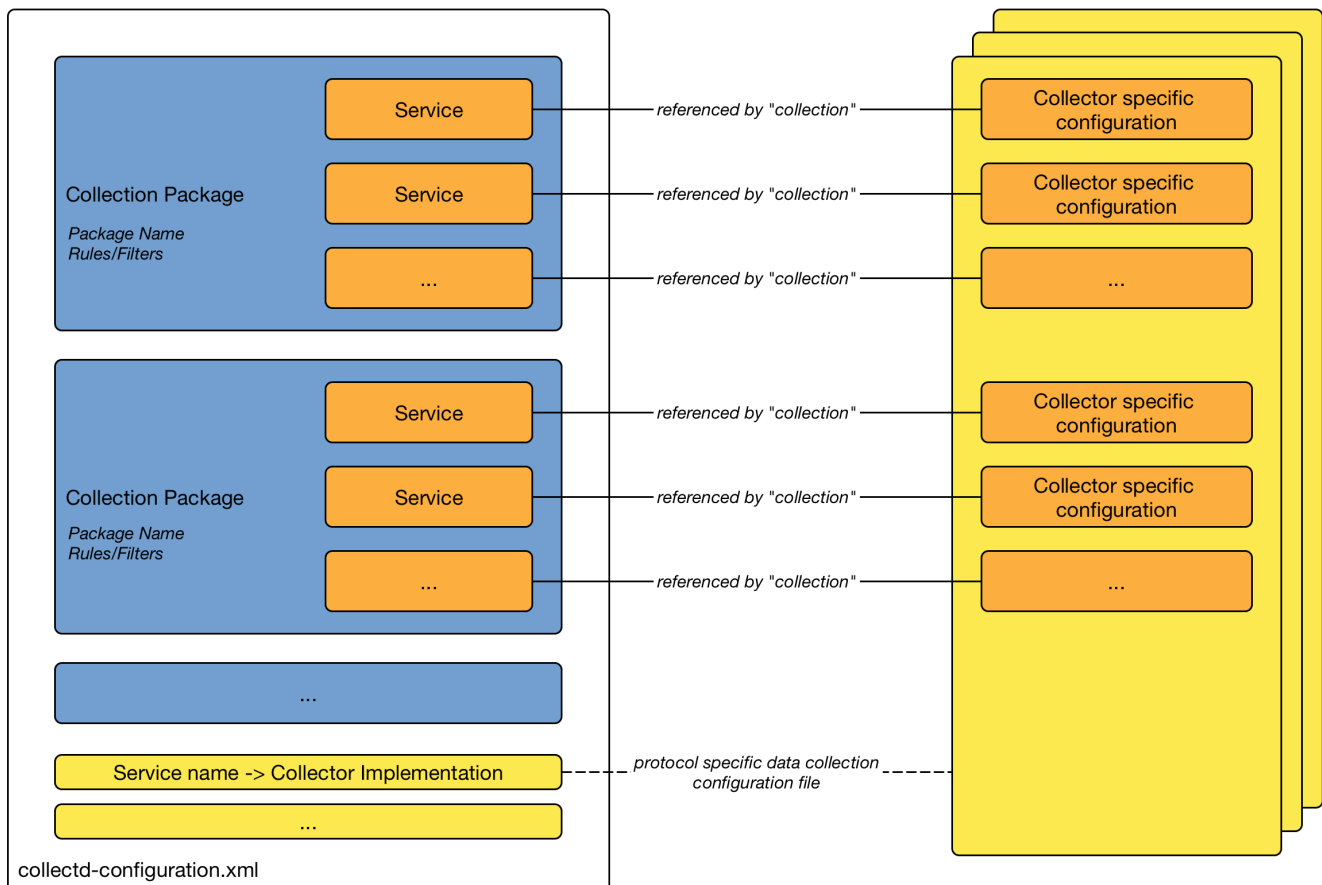 Service
referenced by "collection"
Collector specific
configuration
Collection Package
Package Name
Rules/Filters
Service
referenced by "collection"
Collector specific
configuration
...
referenced by "collection"
...
Service
referenced by "collection"
Collector specific
configuration
Collection Package
Package Name
Rules/Filters
Service
referenced by "collection"
Collector specific
configuration
...
referenced by "collection"
...
...
Service name -> Collector Implementation
protocol specific data collection
configuration file
...
collectd-configuration.xml